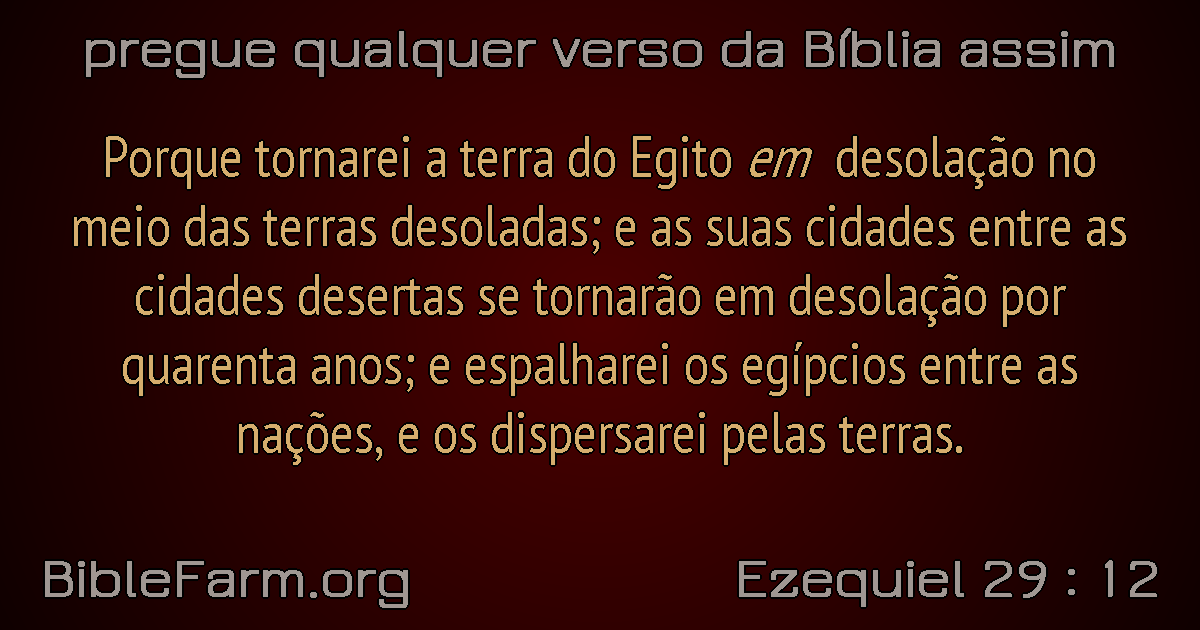 pregue qualquer verso da Bíblia assim
Porque tornarei a terra do Egito em desolação no
meio das terras desoladas; e as suas cidades entre as
cidades desertas se tornarão em desolação por
quarenta anos; e espalharei os egípcios entre as
nações, e os dispersarei pelas terras.
BibleFarm.org
Ezequiel 29 : 12